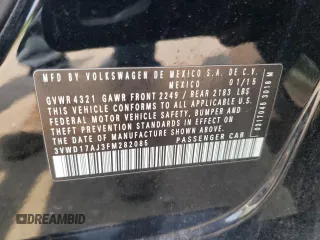 MFD. BY VOLKSWAGEN DE MEXICO S.A. DE C.V.
MEXICO 01/15
GVWR4321 GAWR FRONT 2249 / REAR 2183 LBS
THIS VEHICLE CONFORMS TO ALL APPLICABLE
FEDERAL MOTOR VEHICLE SAFETY, BUMPER AND
THEFT PREVENTION STANDARDS IN EFFECT ON
THE DATE OF MANUFACTURE SHOWN ABOVE.
3VWD17AJ3FM282085 PASSENGER CAR
DREAMBID